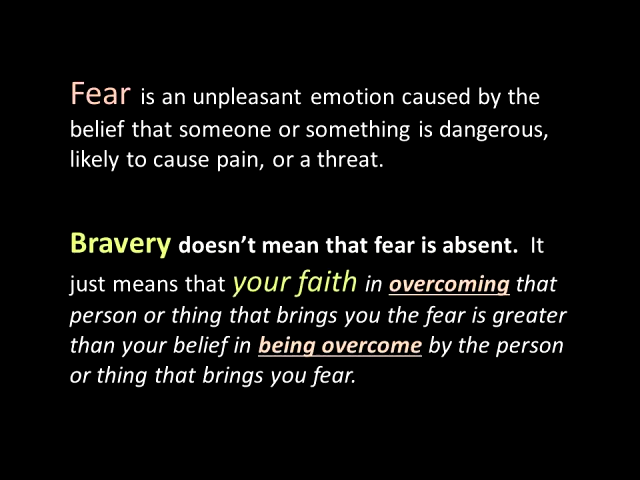 Fear is an unpleasant emotion caused by the
belief that someone or something is dangerous,
likely to cause pain, or a threat.
Bravery doesn’t mean that fear is absent.  It
just means that your faith in overcoming that
person or thing that brings you the fear is greater
than your belief in being overcome by the person
or thing that brings you fear.